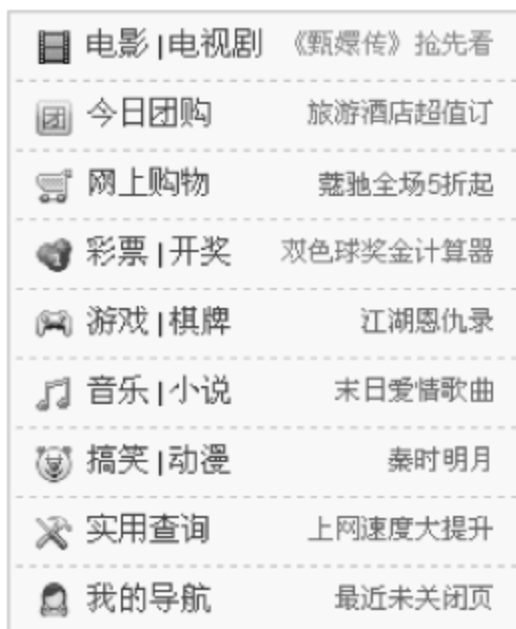 电影 | 电视剧 《甄嬛传》抢先看
团 今日团购 旅游酒店超值订
网上购物 蔻驰全场5折起
彩票 | 开奖 双色球奖金计算器
游戏 | 棋牌 江湖恩仇录
音乐 | 小说 末日爱情歌曲
搞笑 | 动漫 秦时明月
实用查询 上网速度大提升
我的导航 最近未关闭页